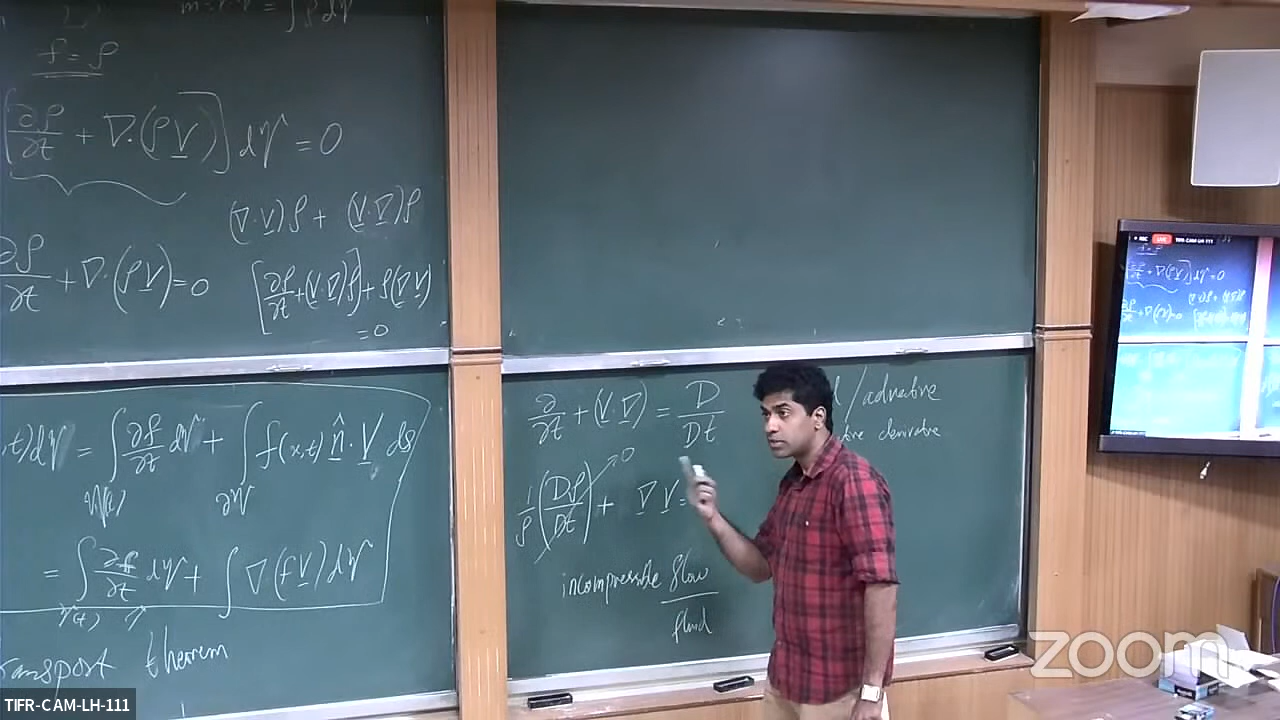 f = ρ
[∂ρ/∂t + ∇·(ρV)] d𝒱 = 0
(∇·V)ρ + (V·∇)ρ
∂ρ/∂t + ∇·(ρV) = 0
[∂ρ/∂t + (V·∇)ρ] + ρ(∇·V)
= 0
,t)d𝒱 = ∫ ∂f/∂t d𝒱 + ∫ f(x,t) n̂·V ds
𝒱(t) ∂𝒱
= ∫ ∂f/∂t d𝒱 + ∫ ∇·(fV) d𝒱
𝒱(t) 𝒱
theorem
∂/∂t + (V·∇) = D/Dt
/advective
derivative
1/ρ (Dρ/Dt) → 0 + ∇·V =
incompressible flow
fluid
TIFR-CAM-LH-111
zoom